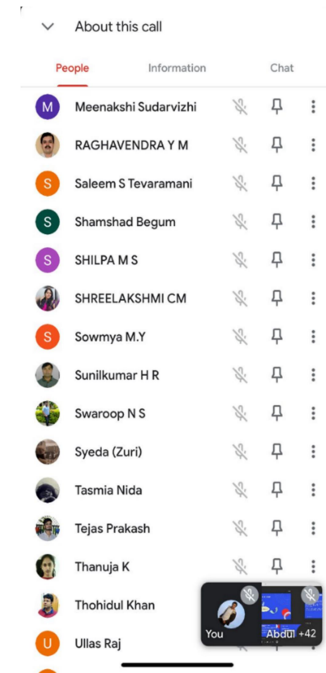 About this call
People Information Chat
M Meenakshi Sudarvizhi
RAGHAVENDRA Y M
S Saleem S Tevaramani
S Shamshad Begum
S SHILPA M S
SHREELAKSHMI CM
S Sowmya M.Y
Sunilkumar H R
Swaroop N S
Syeda (Zuri)
Tasmia Nida
Tejas Prakash
Thanuja K
Thohidul Khan
You Abdul +42
U Ullas Raj